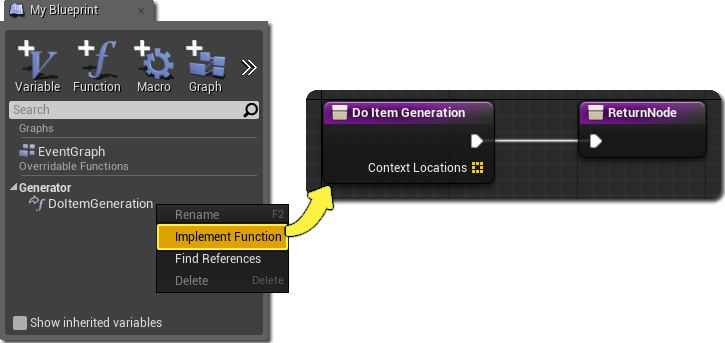 My Blueprint
Variable Function Macro Graph
Search
Graphs
EventGraph
Overridable Functions
Generator
DoItemGeneration
Rename F2
Implement Function
Find References
Delete Delete
Show inherited variables
Do Item Generation
Context Locations
ReturnNode